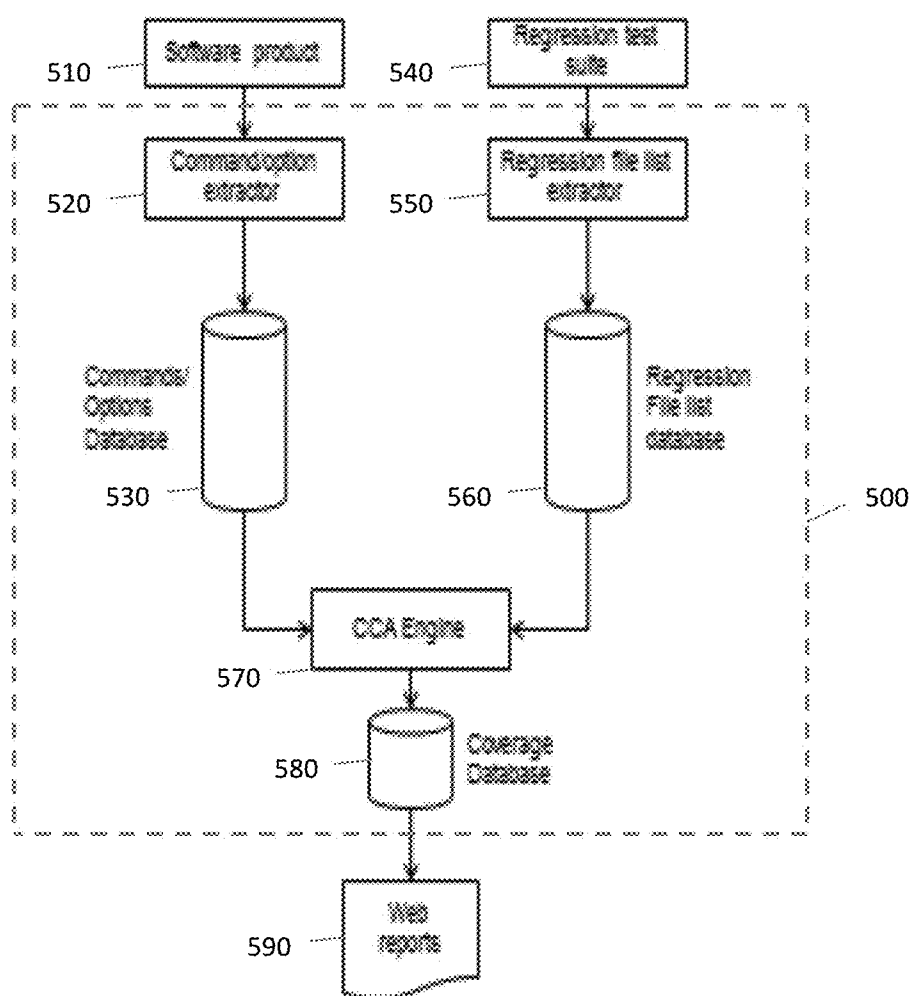 Software product
510
Regression test
suite
540
Command/option
extractor
520
Regression file list
extractor
550
Commands/
Options
Database
530
Regression
File list
database
560
500
CCA Engine
570
Coverage
Database
580
Web
reports
590